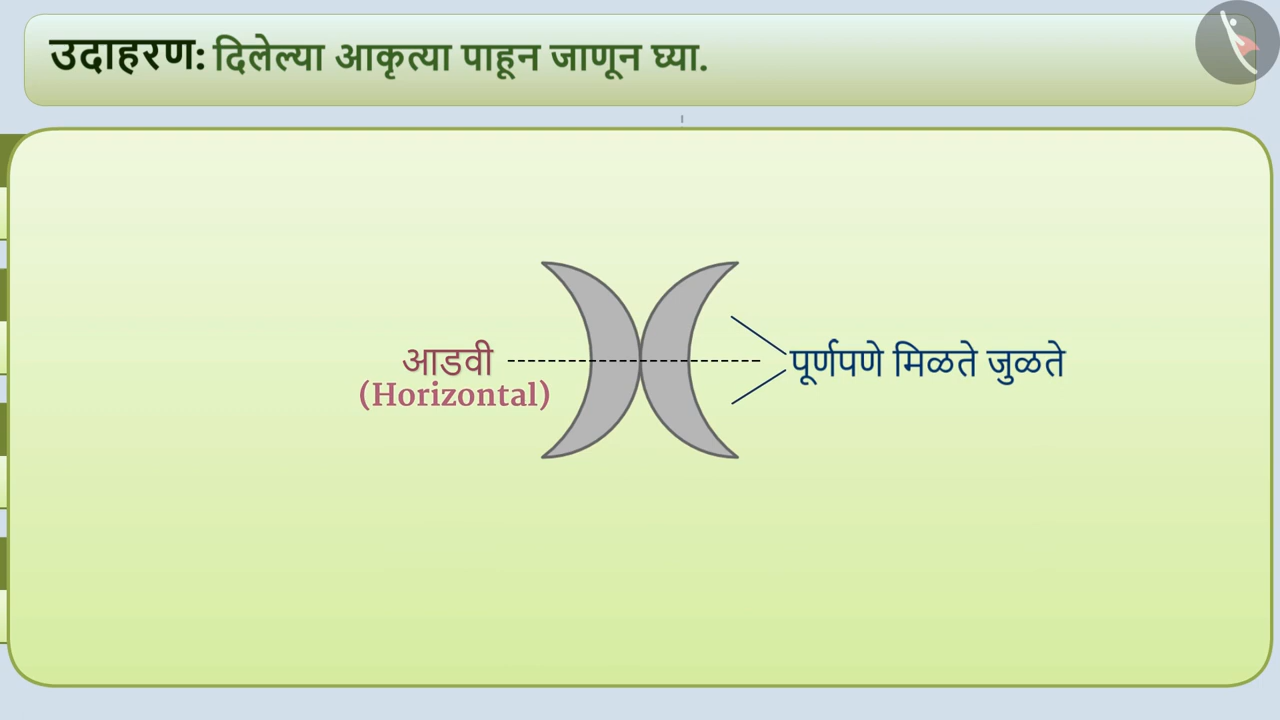 उदाहरण: दिलेल्या आकृत्या पाहून जाणून घ्या.
आडवी
(Horizontal)
पूर्णपणे मिळते जुळते